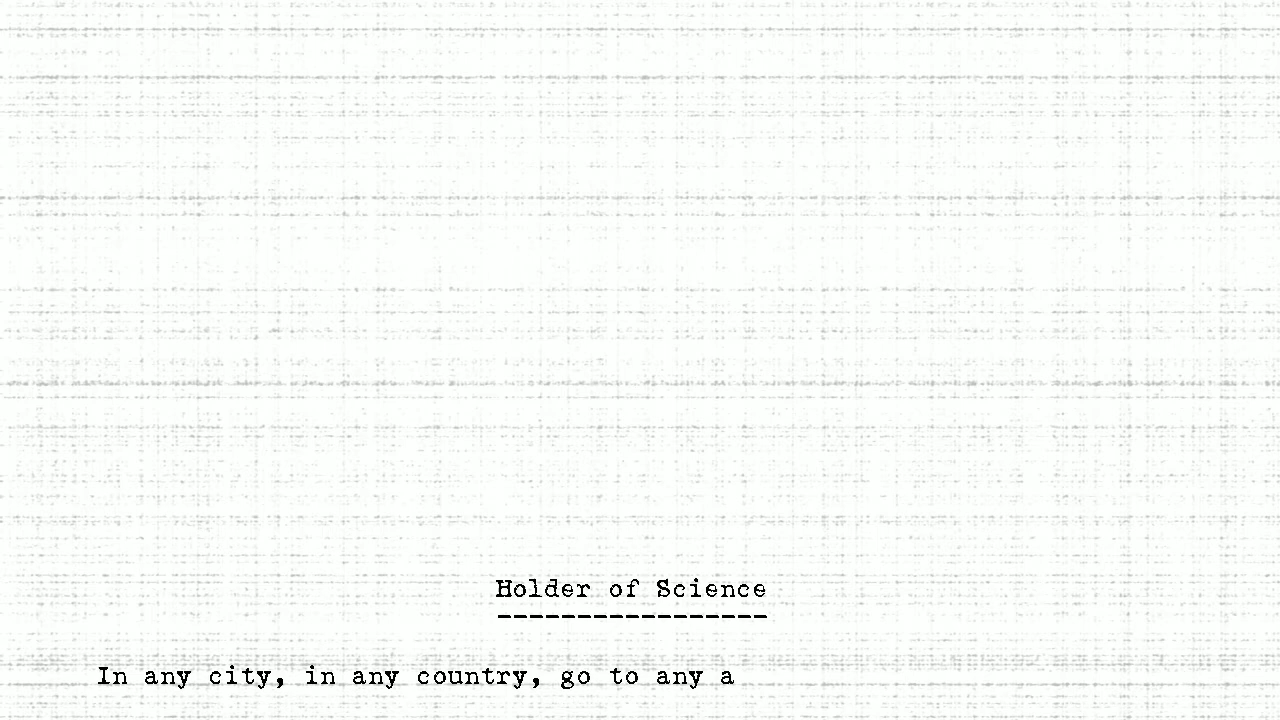 Holder of Science
-----------------
In any city, in any country, go to any a